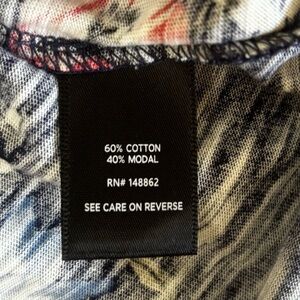 60% COTTON
40% MODAL
RN# 148862
SEE CARE ON REVERSE